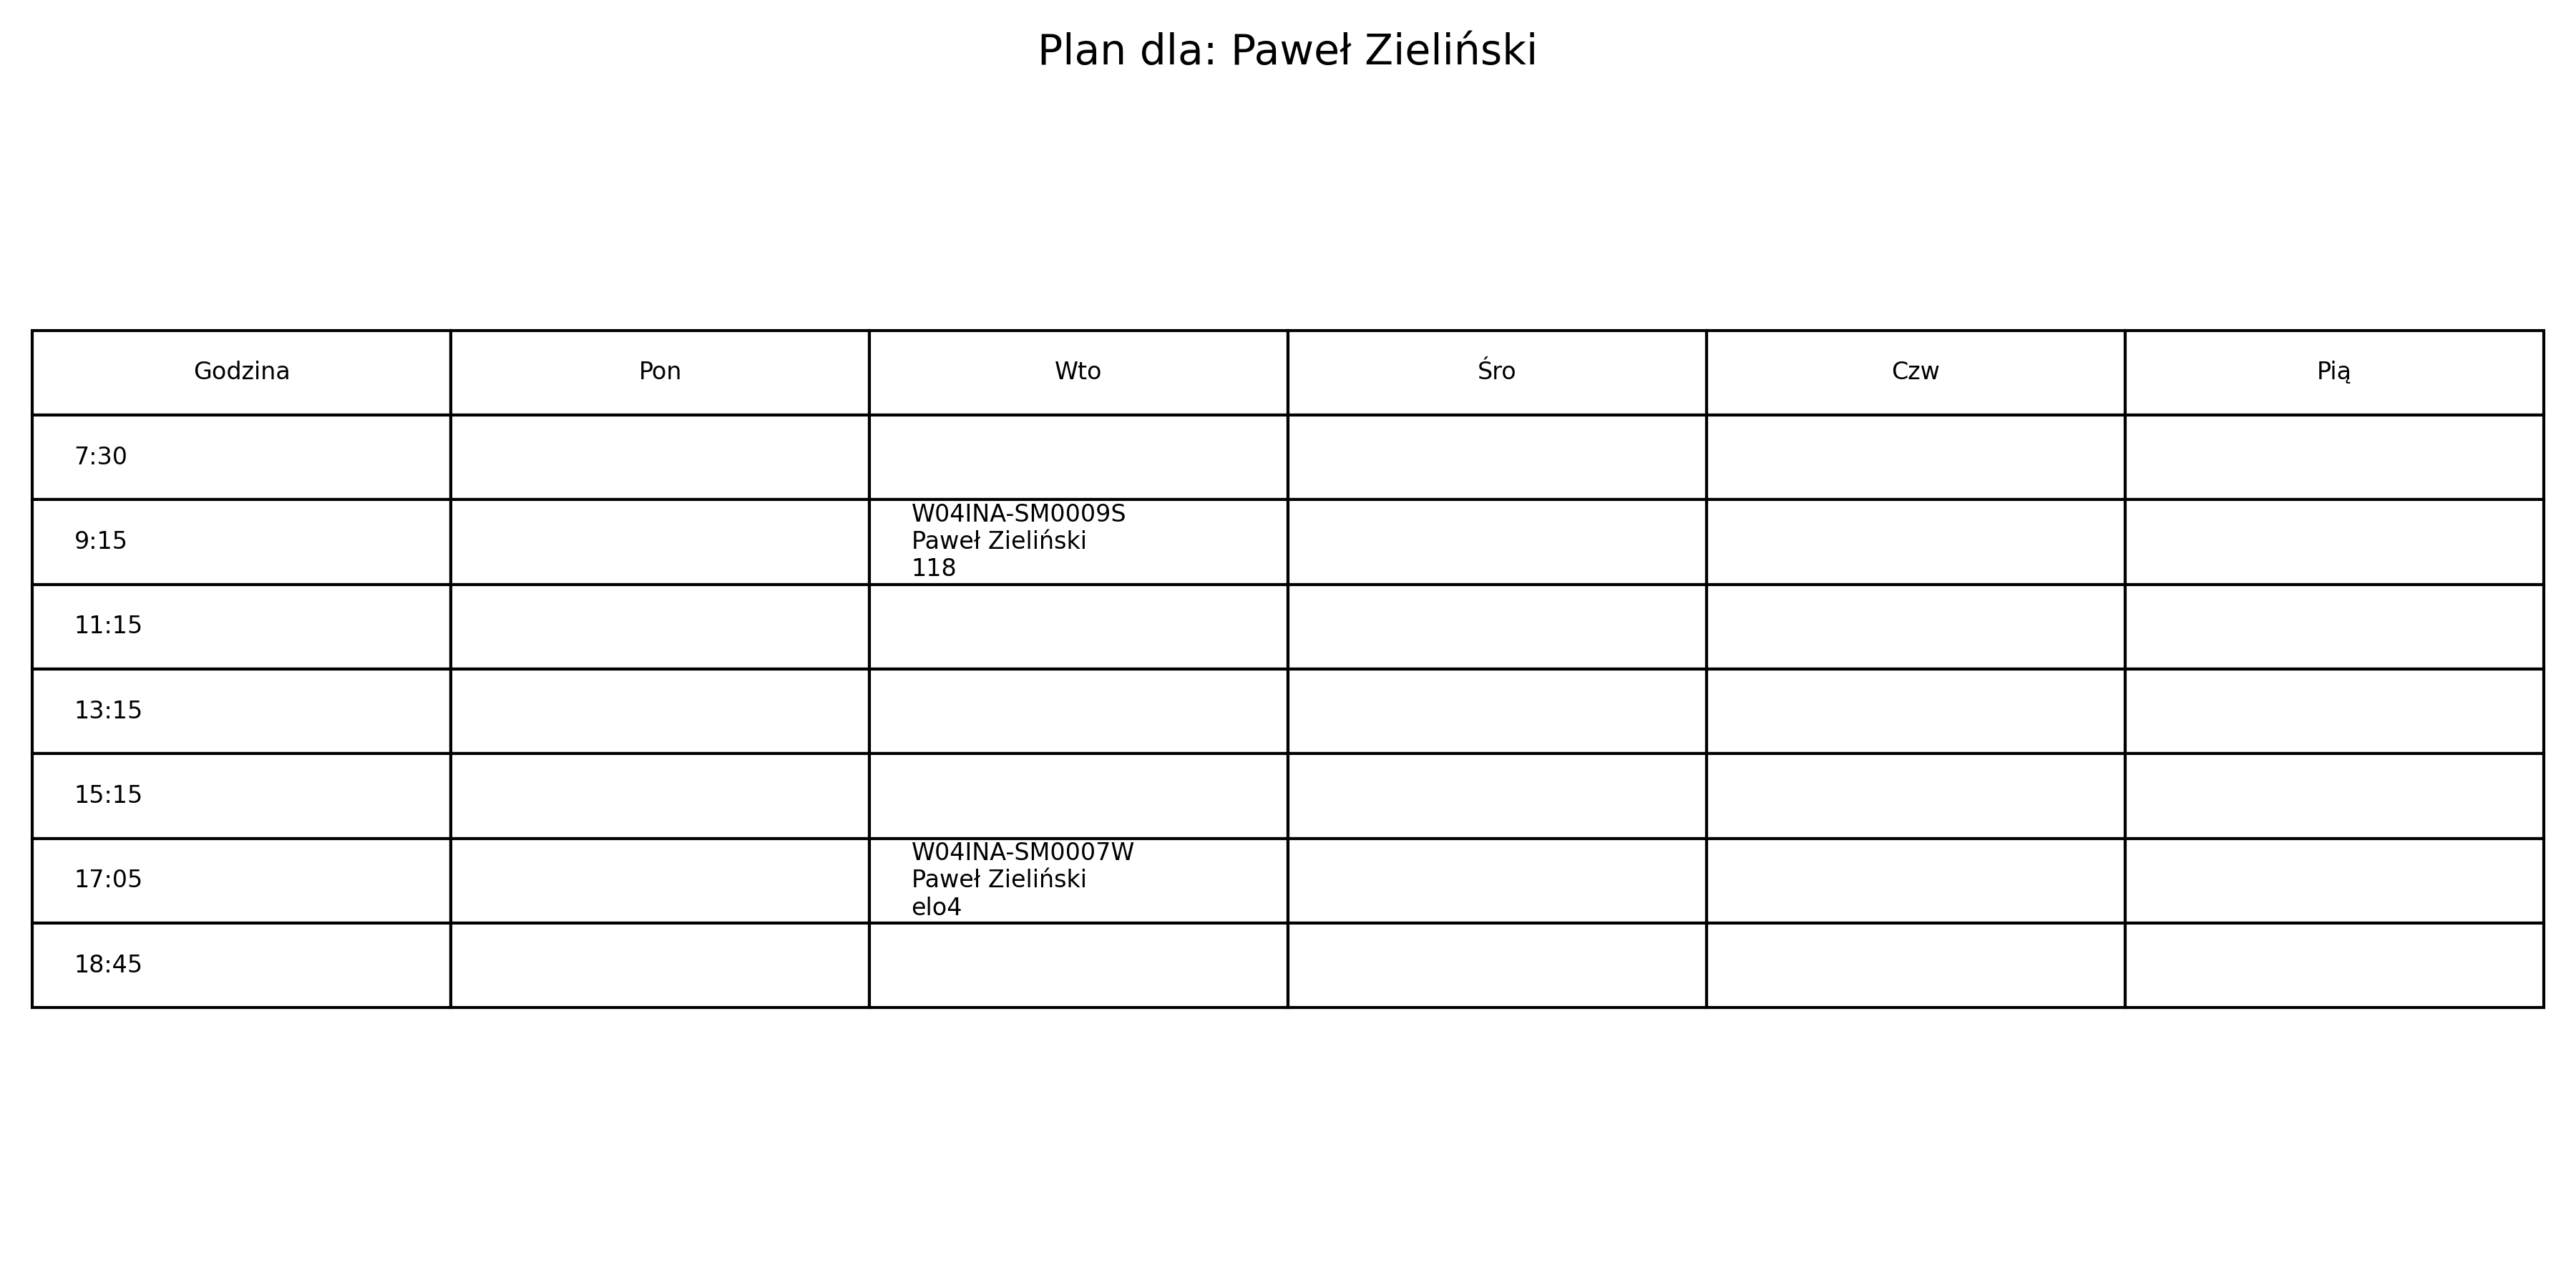 Plan dla: Paweł Zieliński
Godzina Pon Wto Śro Czw Pią
7:30
9:15
W04INA-SM0009S
Paweł Zieliński
118
11:15
13:15
15:15
17:05
W04INA-SM0007W
Paweł Zieliński
elo4
18:45